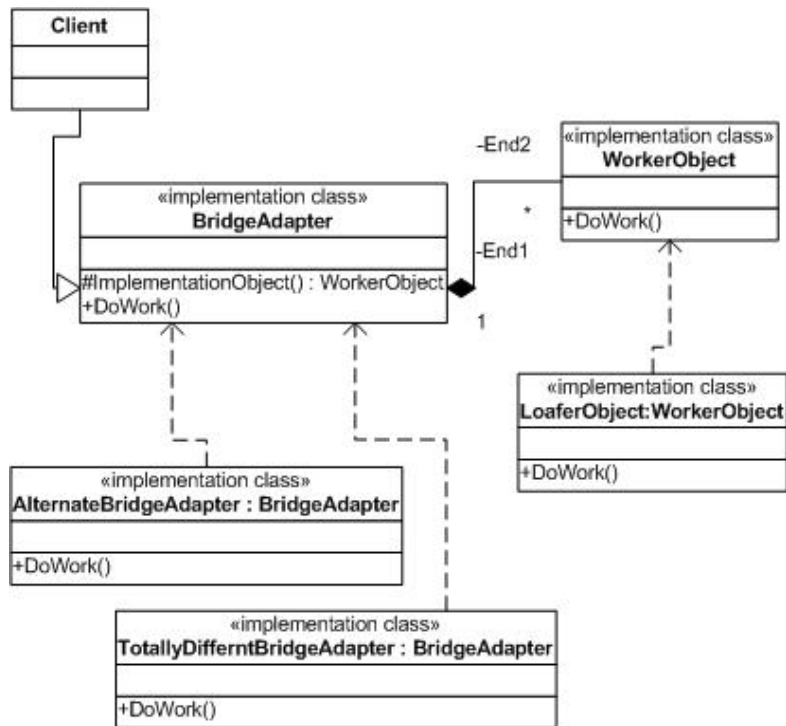 Client
«implementation class»
WorkerObject
+DoWork()
-End2
*
-End1
1
«implementation class»
BridgeAdapter
#ImplementationObject() : WorkerObject
+DoWork()
«implementation class»
LoaferObject:WorkerObject
+DoWork()
«implementation class»
AlternateBridgeAdapter : BridgeAdapter
+DoWork()
«implementation class»
TotallyDifferntBridgeAdapter : BridgeAdapter
+DoWork()